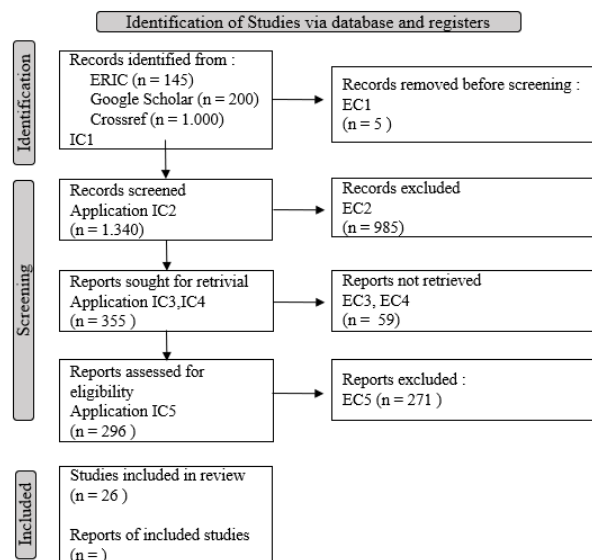 Identification of Studies via database and registers
Identification
Records identified from :
ERIC (n = 145)
Google Scholar (n = 200)
Crossref (n = 1.000)
IC1
Records removed before screening :
EC1
(n = 5 )
Screening
Records screened
Application IC2
(n = 1.340)
Records excluded
EC2
(n = 985)
Reports sought for retrivial
Application IC3,IC4
(n = 355 )
Reports not retrieved
EC3, EC4
(n = 59)
Reports assessed for
eligibility
Application IC5
(n = 296 )
Reports excluded :
EC5 (n = 271 )
Included
Studies included in review
(n = 26 )
Reports of included studies
(n = )